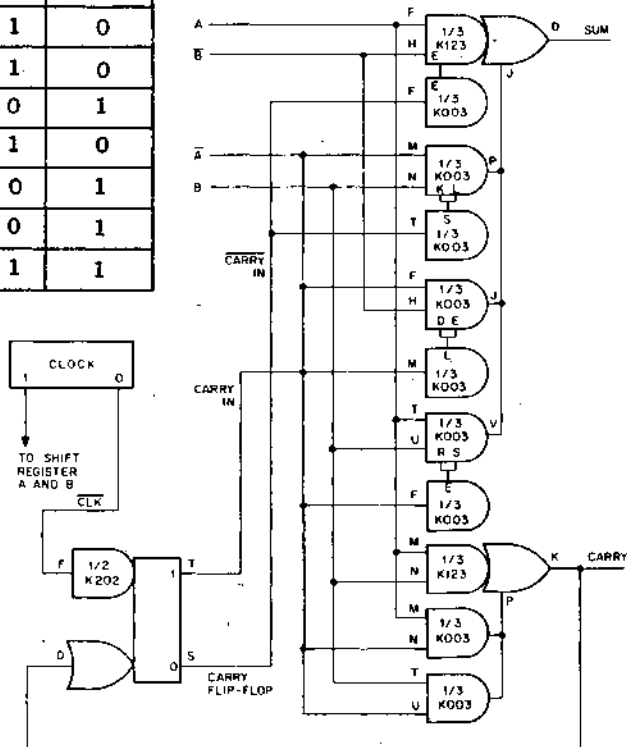 1 0
1 0
0 1
1 0
0 1
0 1
1 1
CLOCK
1 0
TO SHIFT
REGISTER
A AND B
CLK
F
1/2
K202
T
1
D
S
0
CARRY
FLIP-FLOP
CARRY
IN
CARRY
IN
A
B
A
B
F
H
1/3
K123
E
D
SUM
J
F
E
1/3
K003
M
N
1/3
K003
K L
P
T
S
1/3
K003
F
H
1/3
K003
D E
J
M
L
1/3
K003
T
U
1/3
K003
R S
V
F
E
1/3
K003
M
N
1/3
K123
K
CARRY
P
M
N
1/3
K003
T
U
1/3
K003